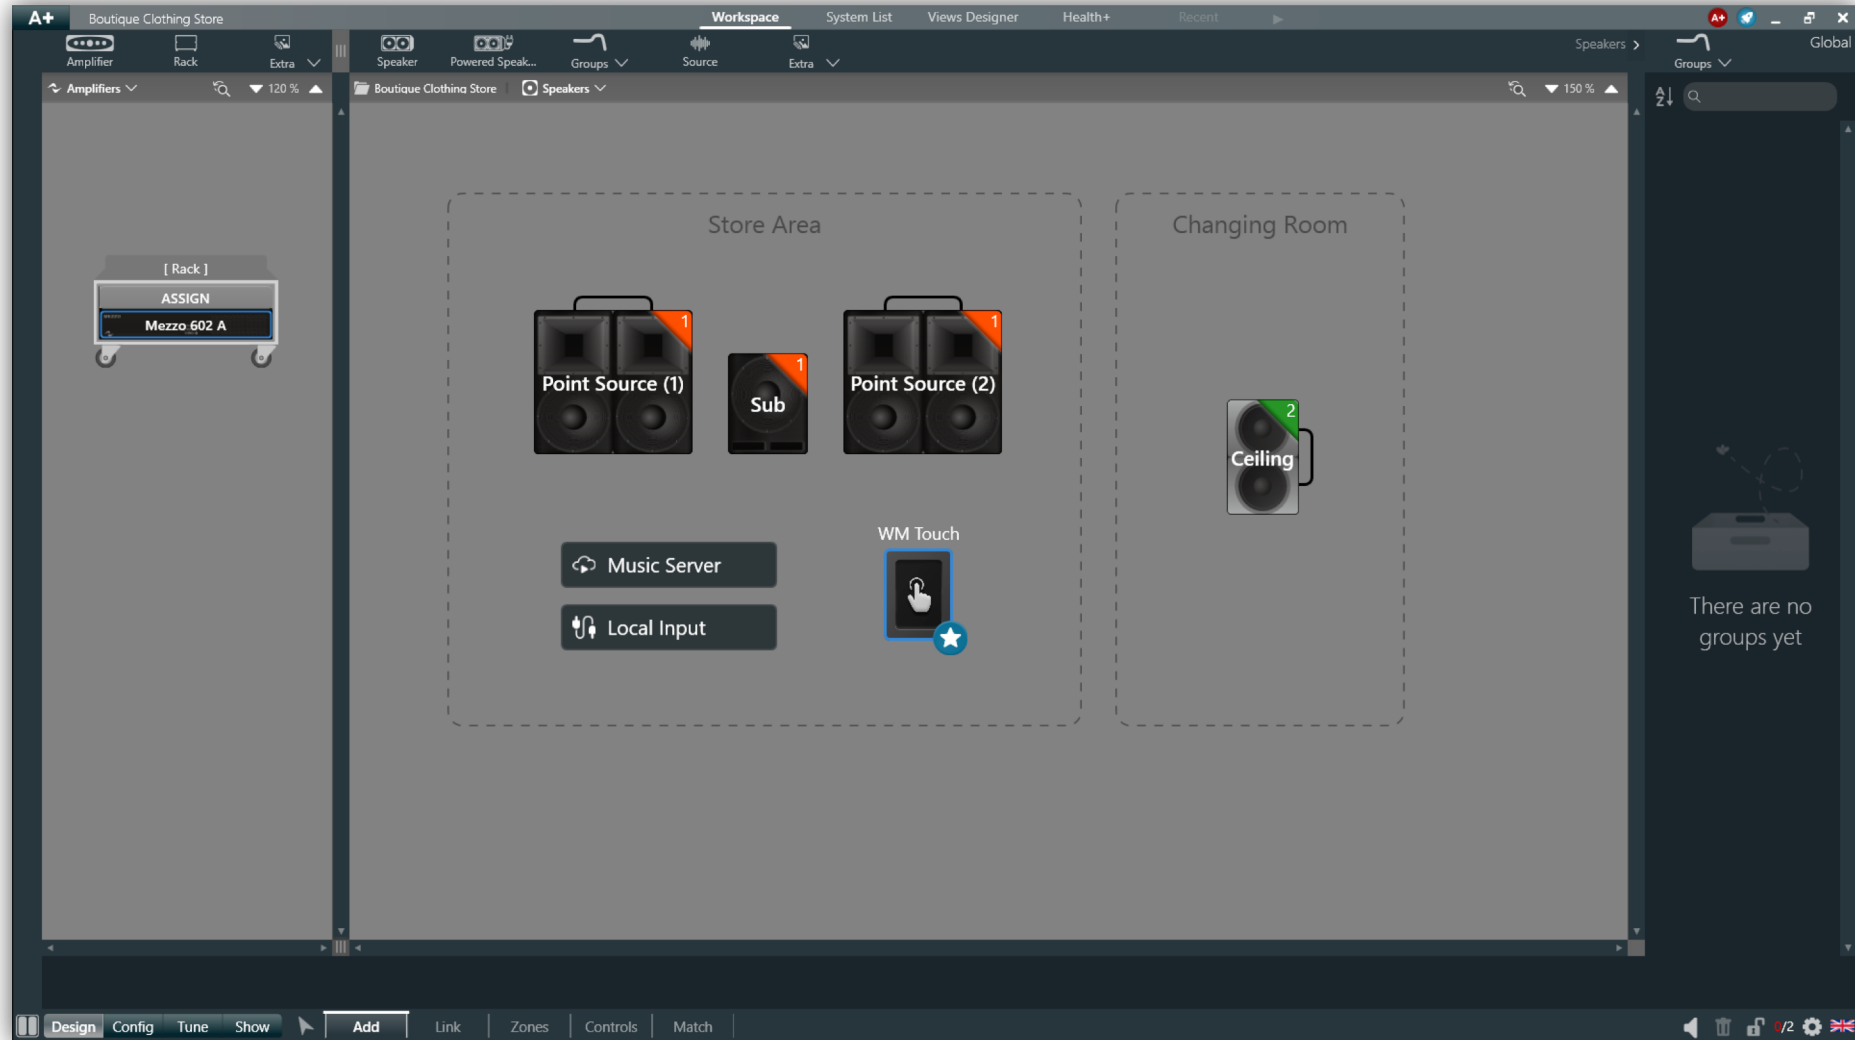 A+ Boutique Clothing Store Workspace System List Views Designer Health+ Recent A+
Amplifier Rack Extra Speaker Powered Speak... Groups Source Extra Speakers Groups Global
Amplifiers 120 % Boutique Clothing Store Speakers 150 %
Store Area
Changing Room
[ Rack ]
ASSIGN
Mezzo 602 A
1
1
1
Point Source (1)
Sub
Point Source (2)
2
Ceiling
WM Touch
Music Server
Local Input
There are no
groups yet
Design Config Tune Show Add Link Zones Controls Match 0/2